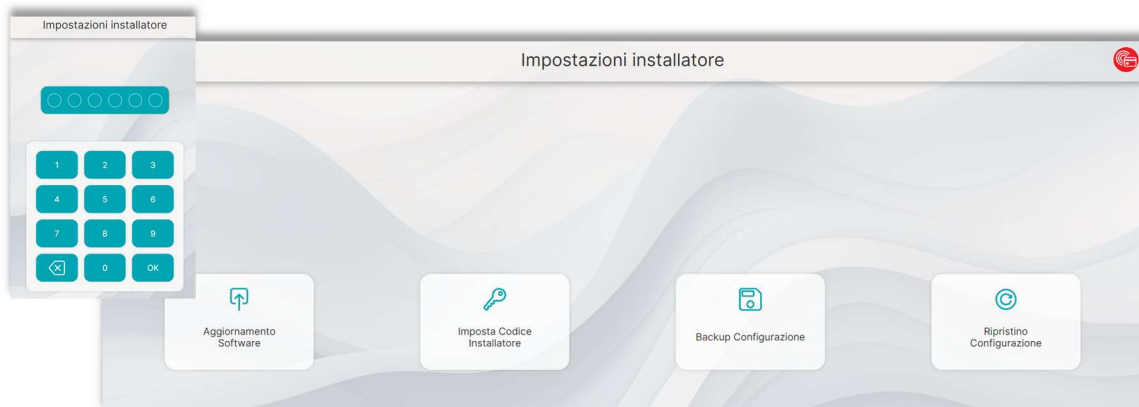 Impostazioni installatore
1 2 3
4 5 6
7 8 9
0 OK
Impostazioni installatore
Aggiornamento
Software
Imposta Codice
Installatore
Backup Configurazione
Ripristino
Configurazione